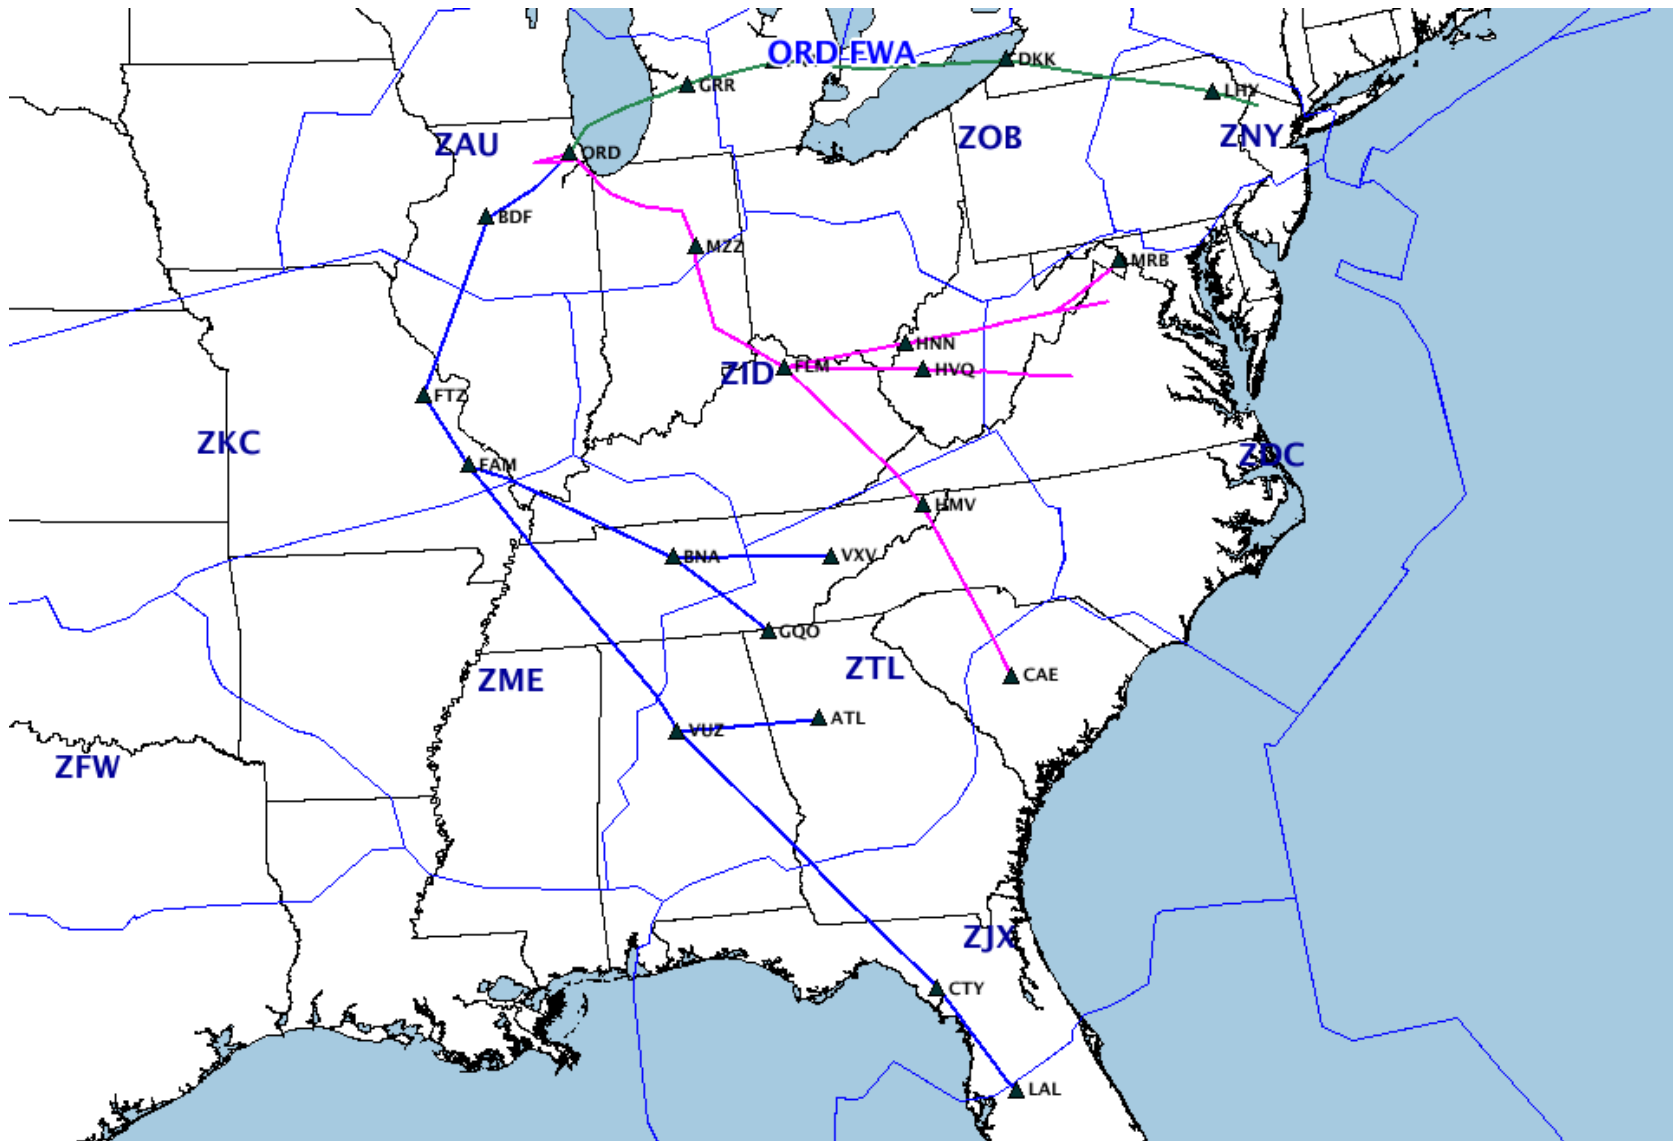 ORD FWA
DKK
GRR
LHY
ZAU
ZOB
ZNY
ORD
BDF
MZZ
MRB
HNN
ZID
FLM
HVQ
FTZ
ZKC
ZDC
FAM
HMV
BNA
VXV
GQO
ZME
ZTL
CAE
ATL
VUZ
ZFW
ZJX
CTY
LAL